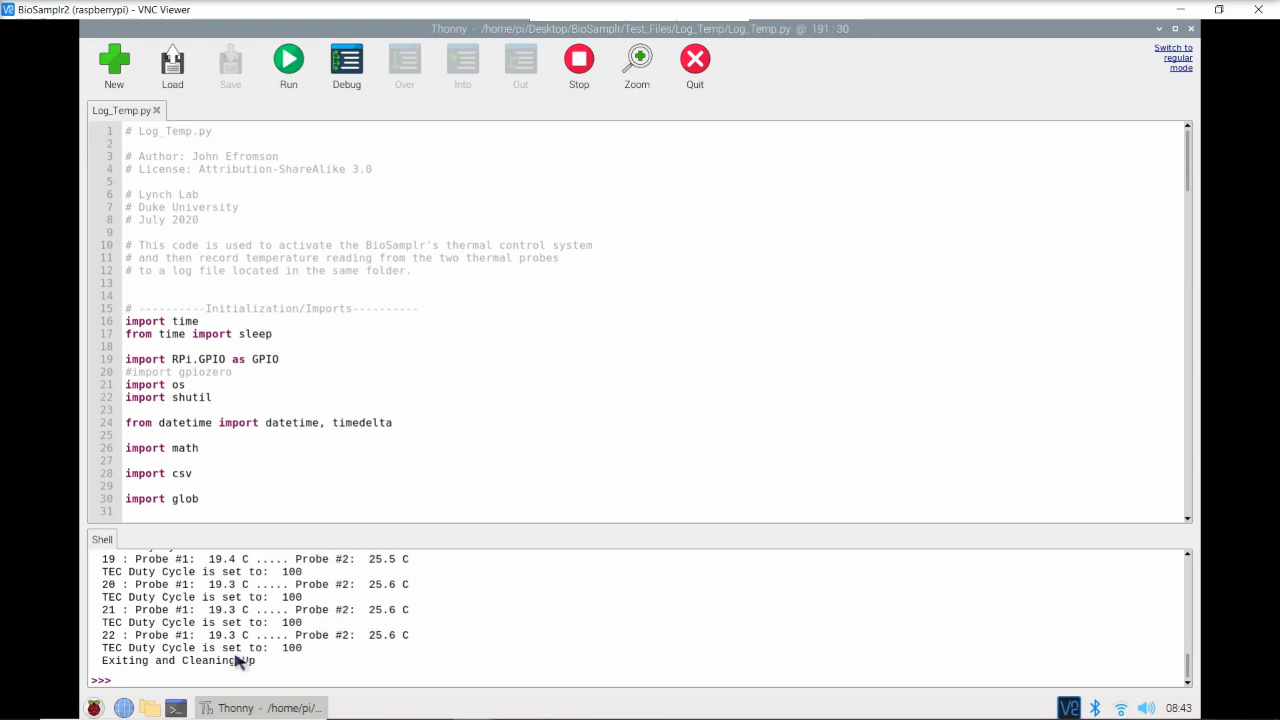 BioSamplr2 (raspberrypi) - VNC Viewer
Thonny - /home/pi/Desktop/BioSamplr/Test_Files/Log_Temp/Log_Temp.py @ 191 : 30
New
Load
Save
Run
Debug
Over
Into
Out
Stop
Zoom
Quit
Switch to
regular
mode
Log_Temp.py
1 # Log_Temp.py
2
3 # Author: John Efromson
4 # License: Attribution-ShareAlike 3.0
5
6 # Lynch Lab
7 # Duke University
8 # July 2020
9
10 # This code is used to activate the BioSamplr's thermal control system
11 # and then record temperature reading from the two thermal probes
12 # to a log file located in the same folder.
13
14
15 # ----------Initialization/Imports----------
16 import time
17 from time import sleep
18
19 import RPi.GPIO as GPIO
20 #import gpiozero
21 import os
22 import shutil
23
24 from datetime import datetime, timedelta
25
26 import math
27
28 import csv
29
30 import glob
31
Shell
19 : Probe #1: 19.4 C ..... Probe #2: 25.5 C
TEC Duty Cycle is set to: 100
20 : Probe #1: 19.3 C ..... Probe #2: 25.6 C
TEC Duty Cycle is set to: 100
21 : Probe #1: 19.3 C ..... Probe #2: 25.6 C
TEC Duty Cycle is set to: 100
22 : Probe #1: 19.3 C ..... Probe #2: 25.6 C
TEC Duty Cycle is set to: 100
Exiting and Cleaning Up
>>>
Thonny - /home/pi/...
08:43